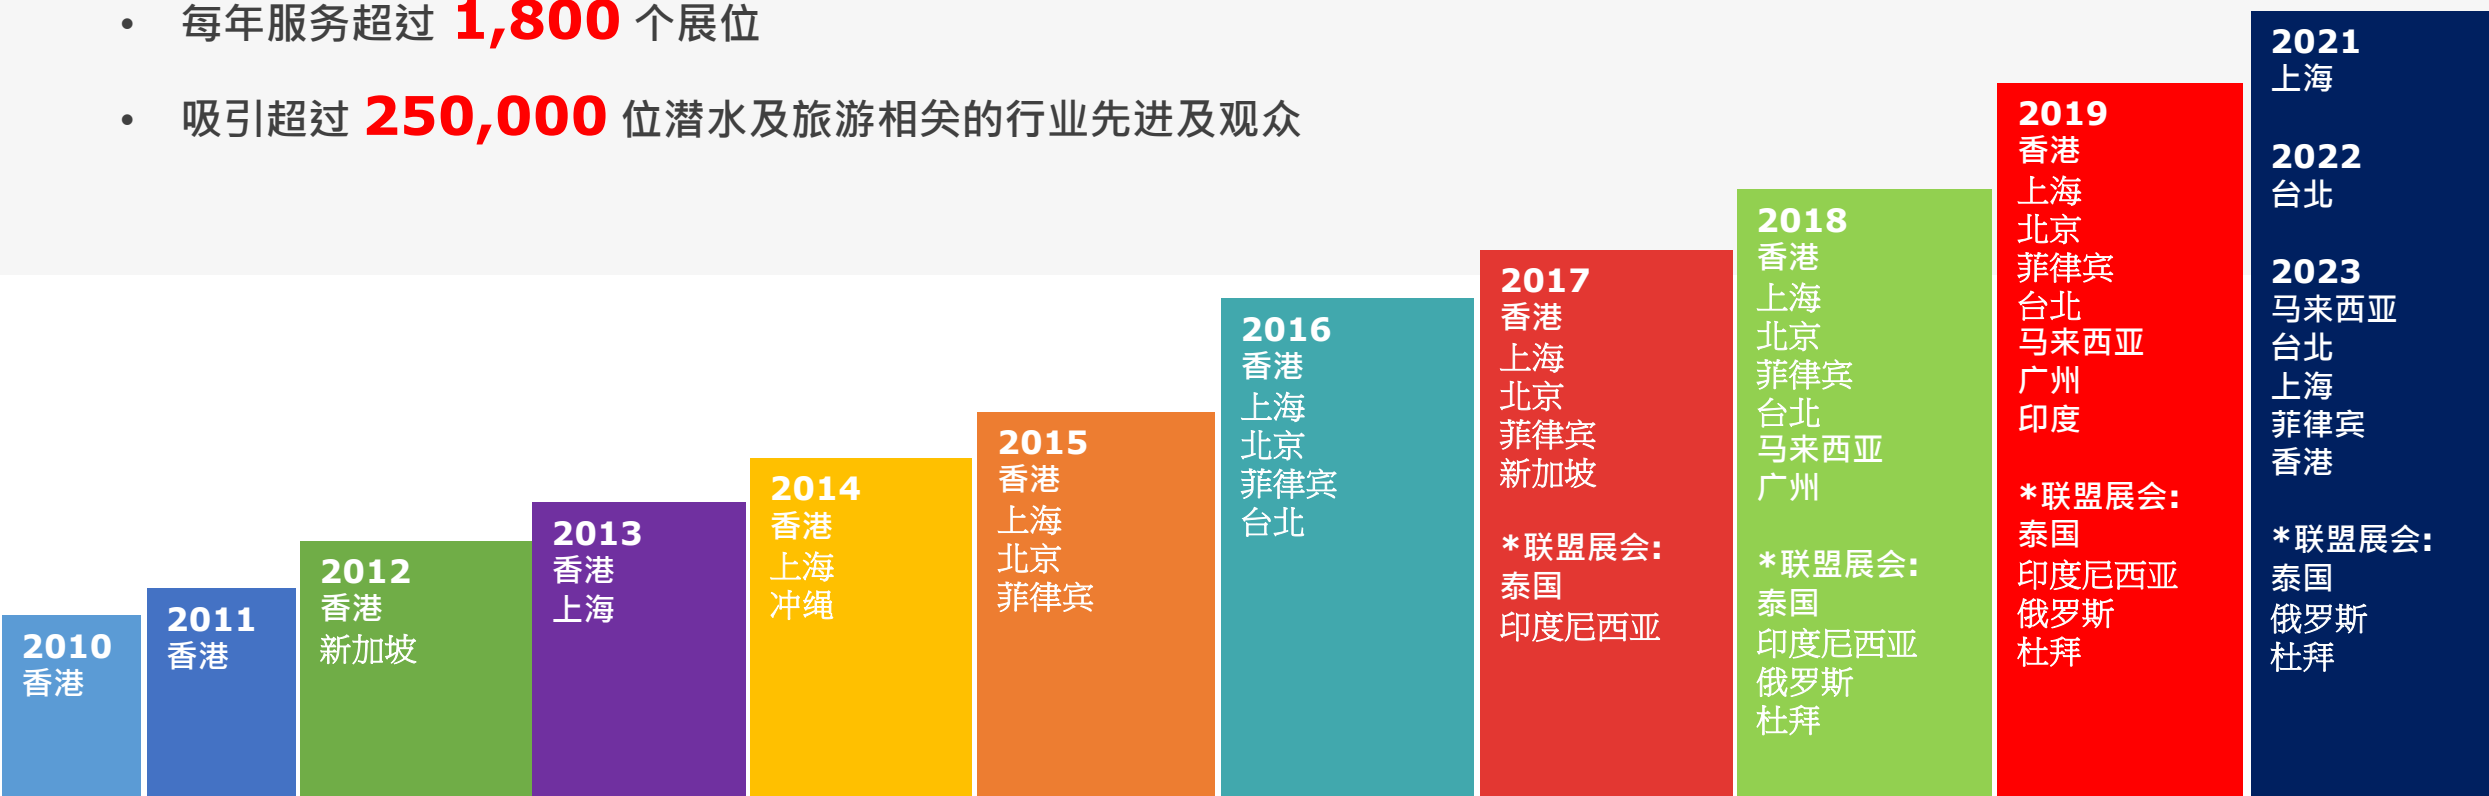 • 每年服务超过 1,800 个展位
• 吸引超过 250,000 位潜水及旅游相关的行业先进及观众
2010
香港
2011
香港
2012
香港
新加坡
2013
香港
上海
2014
香港
上海
冲绳
2015
香港
上海
北京
菲律宾
2016
香港
上海
北京
菲律宾
台北
2017
香港
上海
北京
菲律宾
新加坡
*联盟展会:
泰国
印度尼西亚
2018
香港
上海
北京
菲律宾
台北
马来西亚
广州
*联盟展会:
泰国
印度尼西亚
俄罗斯
杜拜
2019
香港
上海
北京
菲律宾
台北
马来西亚
广州
印度
*联盟展会:
泰国
印度尼西亚
俄罗斯
杜拜
2021
上海
2022
台北
2023
马来西亚
台北
上海
菲律宾
香港
*联盟展会:
泰国
俄罗斯
杜拜